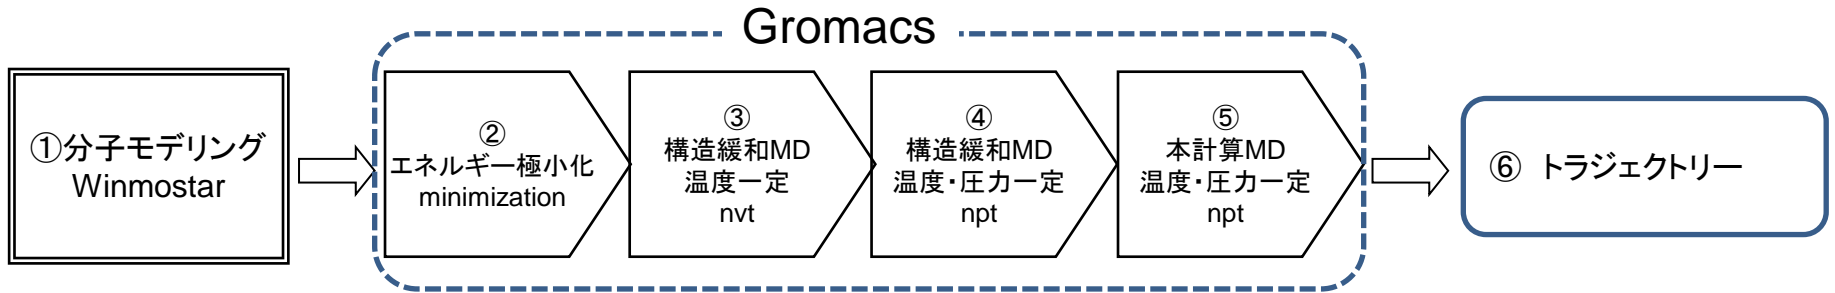 Gromacs
①分子モデリング
Winmostar
②
エネルギー極小化
minimization
③
構造緩和MD
温度一定
nvt
④
構造緩和MD
温度・圧力一定
npt
⑤
本計算MD
温度・圧力一定
npt
⑥ トラジェクトリー